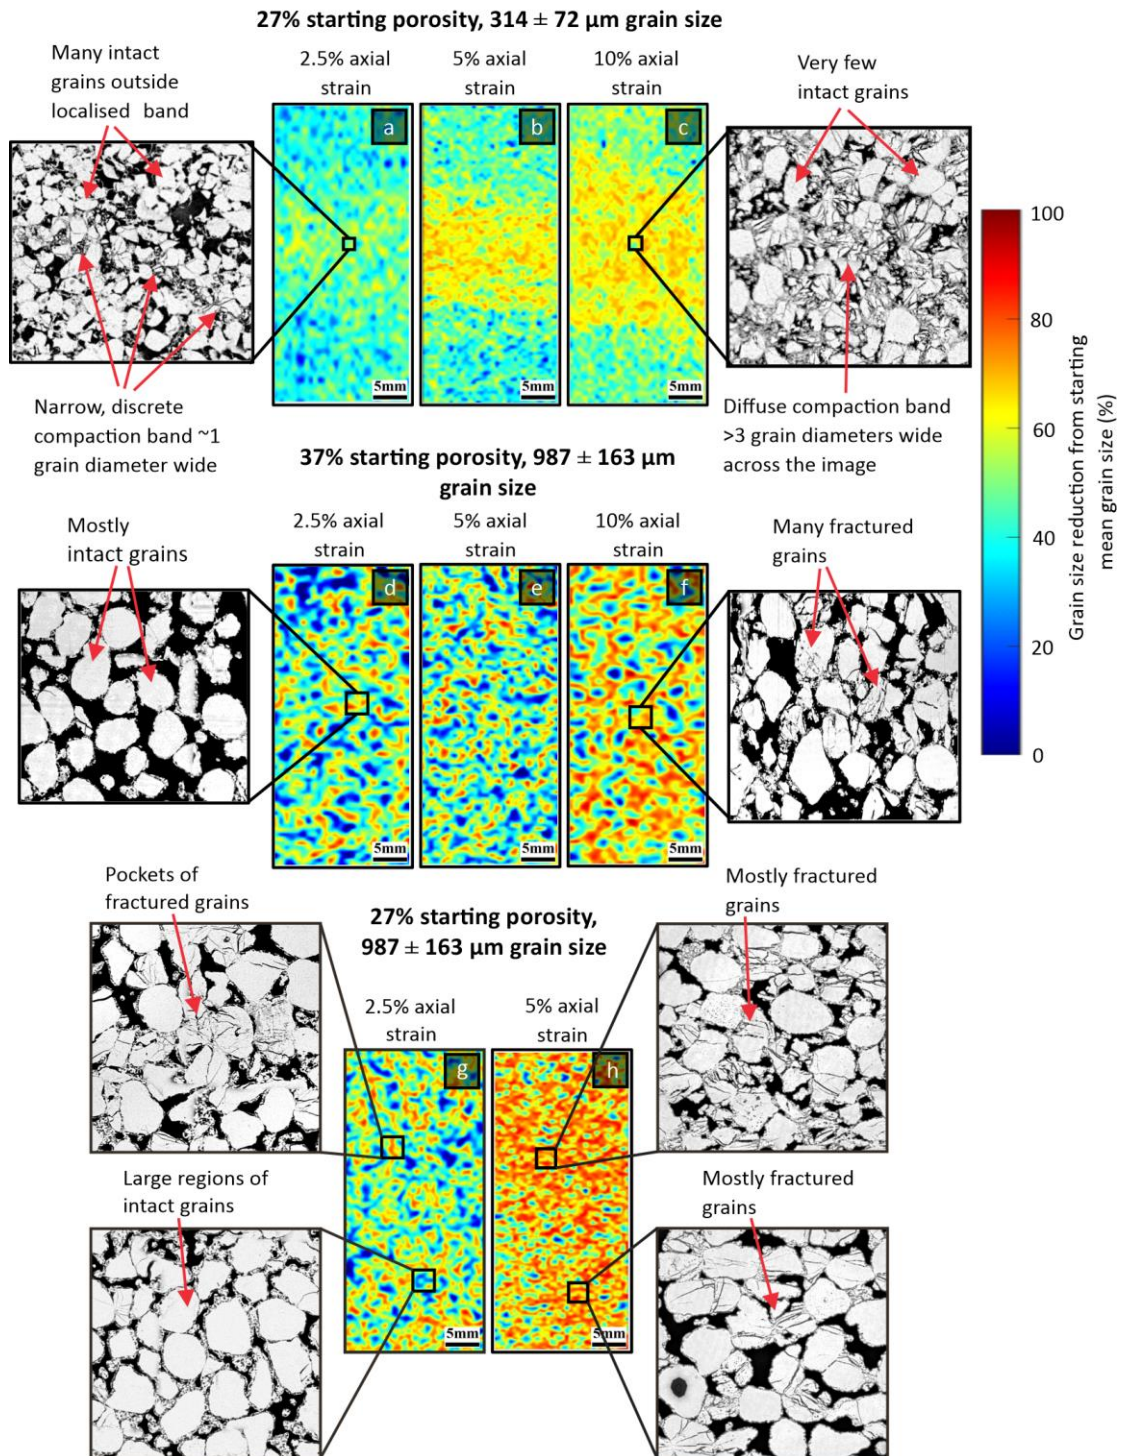 27% starting porosity, 314 ± 72 µm grain size
Many intact
grains outside
localised band
2.5% axial
strain
5% axial
strain
10% axial
strain
Very few
intact grains
a
b
c
5mm
5mm
5mm
Narrow, discrete
compaction band ~1
grain diameter wide
Diffuse compaction band
>3 grain diameters wide
across the image
100
80
60
40
20
0
Grain size reduction from starting
mean grain size (%)
37% starting porosity, 987 ± 163 µm
grain size
Mostly
intact grains
2.5% axial
strain
5% axial
strain
10% axial
strain
Many fractured
grains
d
e
f
5mm
5mm
5mm
Pockets of
fractured grains
27% starting porosity,
987 ± 163 µm grain size
Mostly fractured
grains
2.5% axial
strain
5% axial
strain
g
h
Large regions of
intact grains
Mostly fractured
grains
5mm
5mm